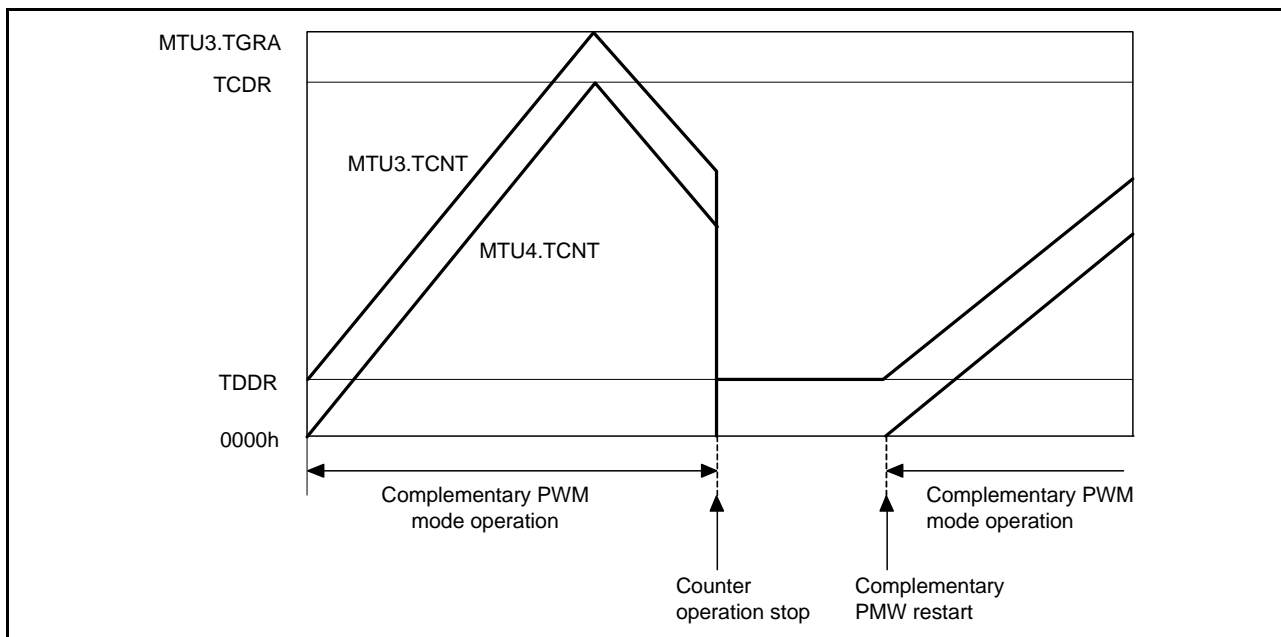 MTU3.TGRA
TCDR
MTU3.TCNT
MTU4.TCNT
TDDR
0000h
Complementary PWM
mode operation
Complementary PWM
mode operation
Counter
operation stop
Complementary
PMW restart